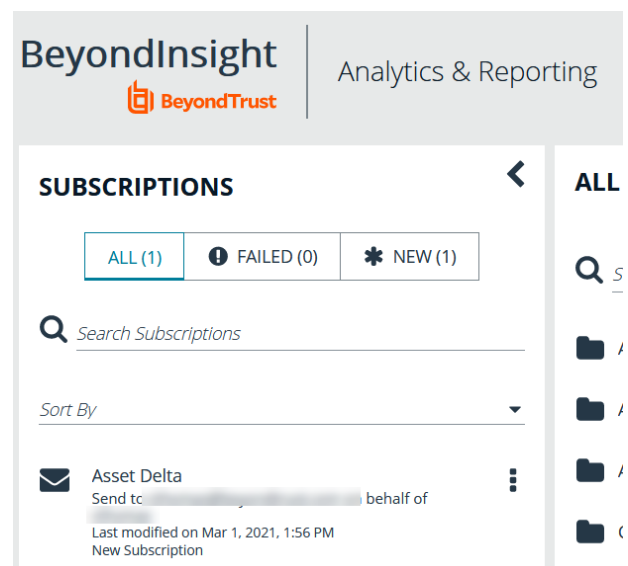 BeyondInsight
BeyondTrust
Analytics & Reporting
SUBSCRIPTIONS
ALL (1)
FAILED (0)
NEW (1)
Search Subscriptions
Sort By
Asset Delta
Send to behalf of
Last modified on Mar 1, 2021, 1:56 PM
New Subscription
ALL
S
A
A
A